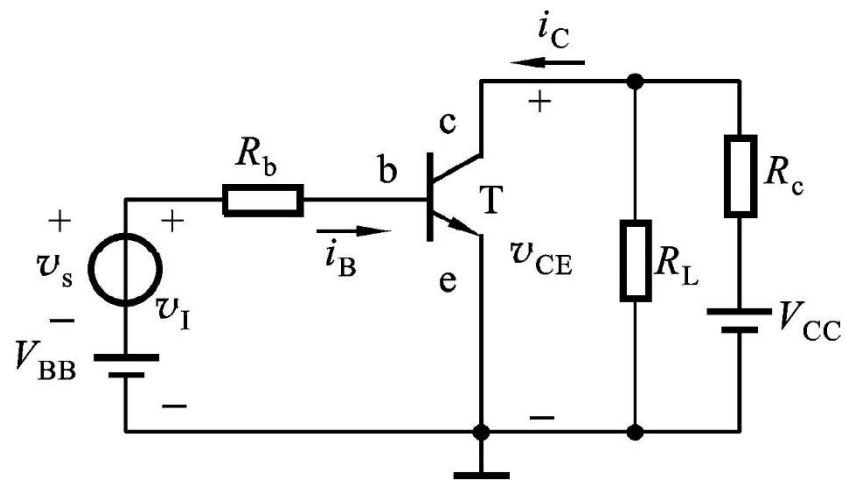 i_C
+
c
R_b
b
R_c
T
+
+
v_s
i_B
v_CE
R_L
e
v_I
−
V_CC
V_BB
−
−